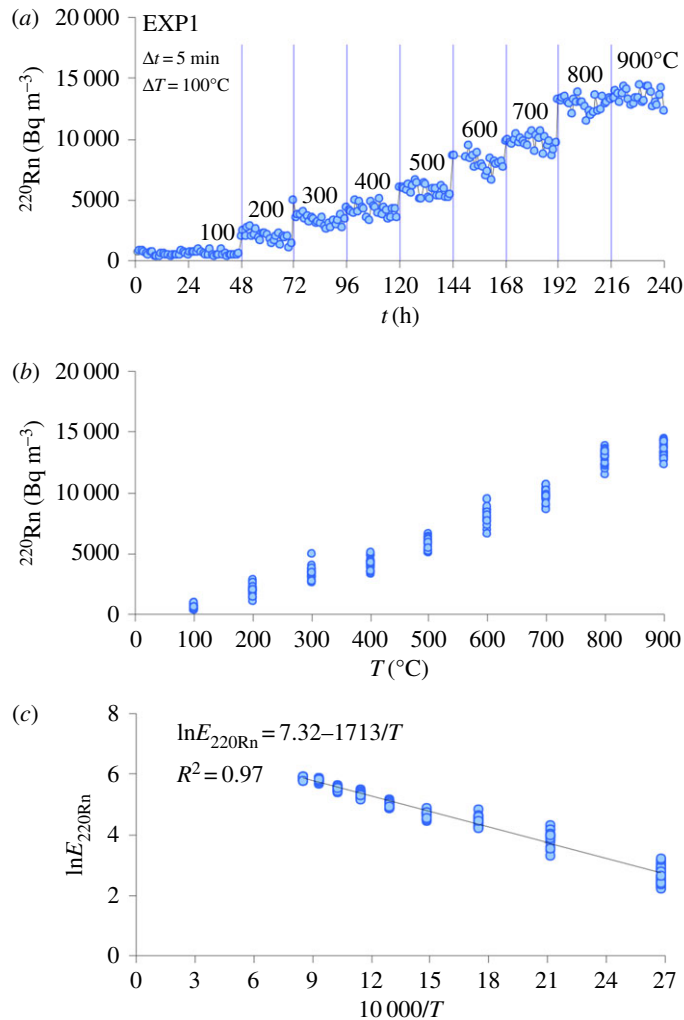 (a)
20 000
EXP1
Δt = 5 min
ΔT = 100°C
15 000
10 000
5000
0
²²⁰Rn (Bq m⁻³)
100
200
300
400
500
600
700
800
900°C
0 24 48 72 96 120 144 168 192 216 240
t (h)
(b)
20 000
15 000
10 000
5000
0
²²⁰Rn (Bq m⁻³)
0 100 200 300 400 500 600 700 800 900
T (°C)
(c)
8
6
4
2
0
lnE₂₂₀Rn
lnE₂₂₀Rn = 7.32–1713/T
R² = 0.97
0 3 6 9 12 15 18 21 24 27
10 000/T